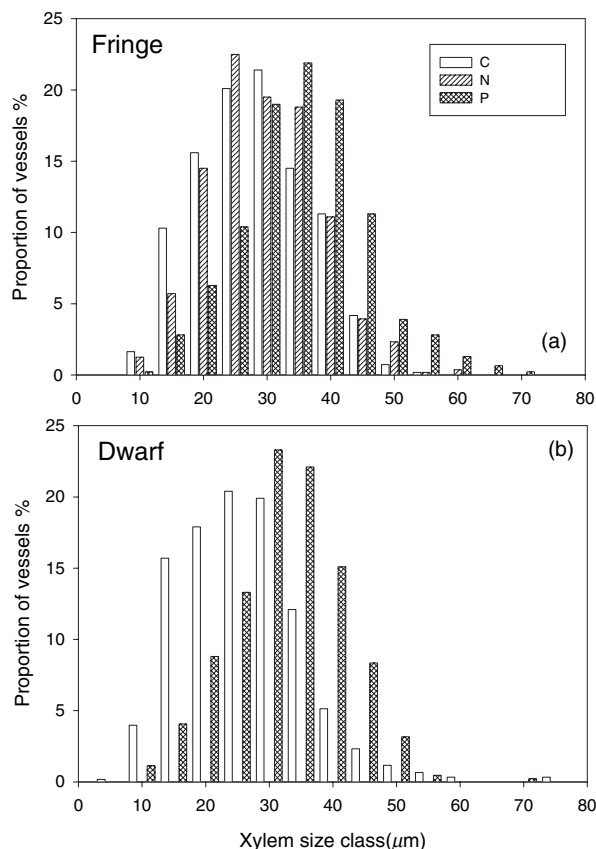 Fringe
C
N
P
Proportion of vessels %
25
20
15
10
5
0
(a)
0 10 20 30 40 50 60 70 80
Dwarf
(b)
Proportion of vessels %
25
20
15
10
5
0
0 10 20 30 40 50 60 70 80
Xylem size class(μm)